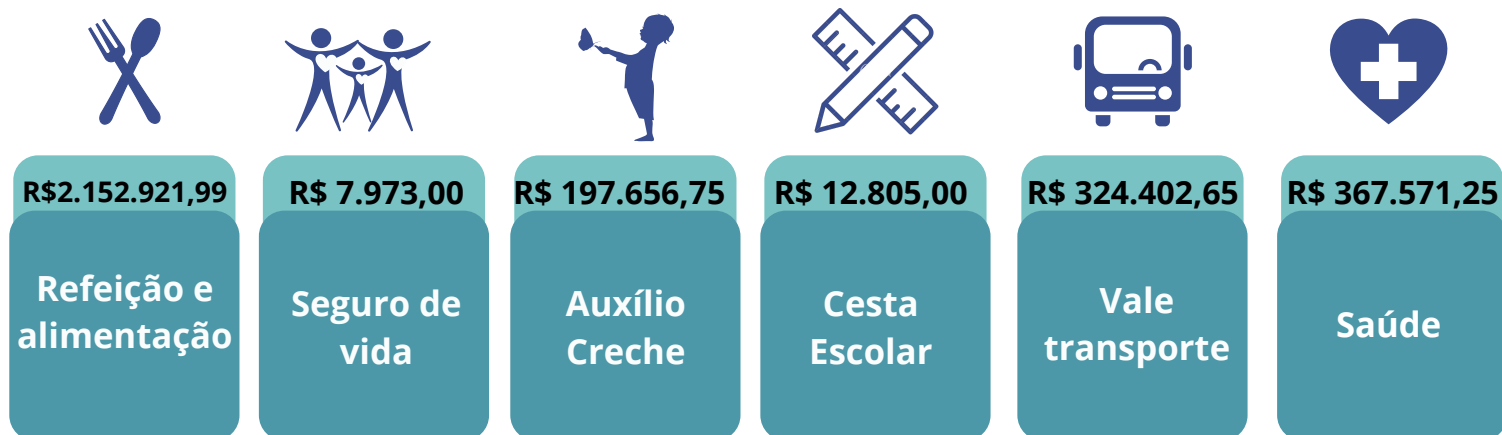 R$2.152.921,99
Refeição e
alimentação
R$ 7.973,00
Seguro de
vida
R$ 197.656,75
Auxílio
Creche
R$ 12.805,00
Cesta
Escolar
R$ 324.402,65
Vale
transporte
R$ 367.571,25
Saúde